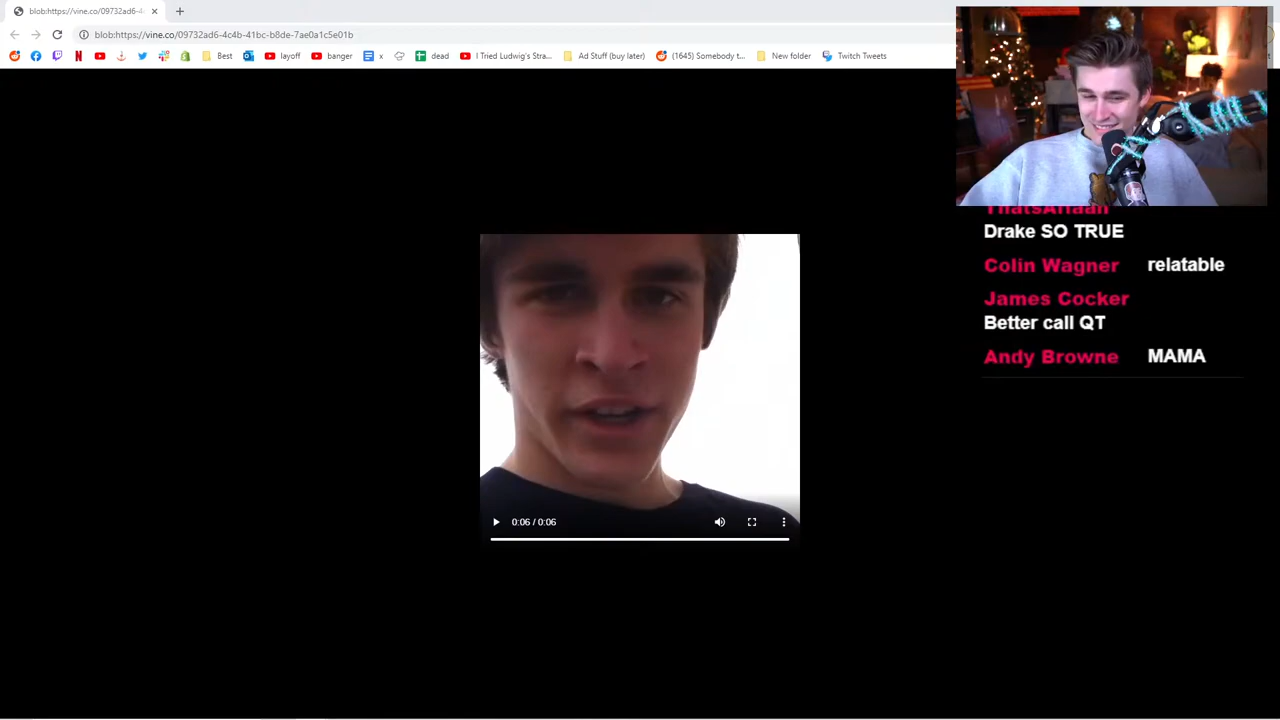 blob:https://vine.co/09732ad6-4
blob:https://vine.co/09732ad6-4c4b-41bc-b8de-7ae0a1c5e01b
Best
layoff
banger
x
dead
I Tried Ludwig's Stra...
Ad Stuff (buy later)
(1645) Somebody t...
New folder
Twitch Tweets
Drake SO TRUE
Colin Wagner relatable
James Cocker
Better call QT
Andy Browne MAMA
0:06 / 0:06